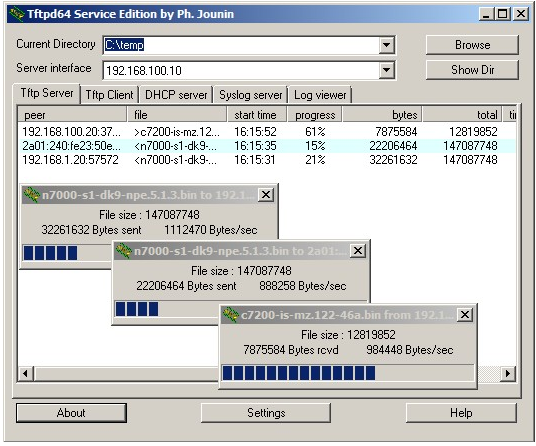 Tftpd64 Service Edition by Ph. Jounin
Current Directory C:\temp Browse
Server interface 192.168.100.10 Show Dir
Tftp Server Tftp Client DHCP server Syslog server Log viewer
peer file start time progress bytes total
192.168.100.20:37... >c7200-is-mz.12... 16:15:52 61% 7875584 12819852
2a01:240:fe23:50e... <n7000-s1-dk9-... 16:15:35 15% 22206464 147087748
192.168.1.20:57572 <n7000-s1-dk9-... 16:15:31 21% 32261632 147087748
n7000-s1-dk9-npe.5.1.3.bin to 192.1...
File size : 147087748
32261632 Bytes sent 1112470 Bytes/sec
n7000-s1-dk9-npe.5.1.3.bin to 2a01:...
File size : 147087748
22206464 Bytes sent 888258 Bytes/sec
c7200-is-mz.122-46a.bin from 192.1...
File size : 12819852
7875584 Bytes rcvd 984448 Bytes/sec
About Settings Help